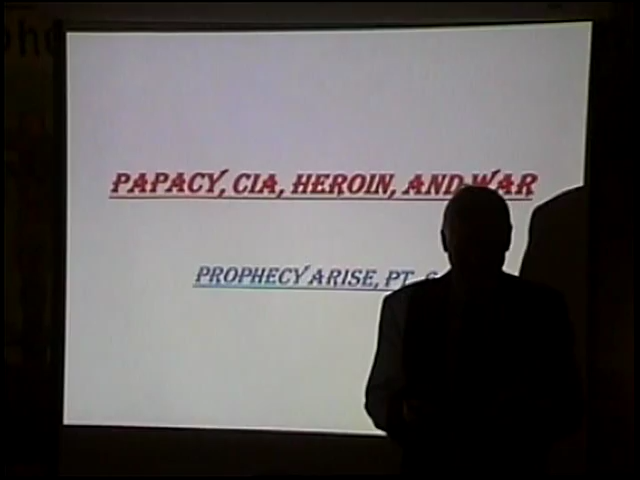 PAPACY, CIA, HEROIN, AND WAR
PROPHECY ARISE, PT.